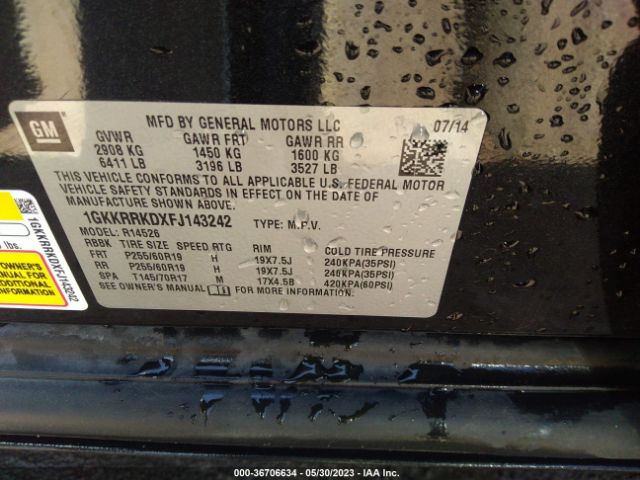 GM
MFD BY GENERAL MOTORS LLC 07/14
GVWR GAWR FRT GAWR RR
2908 KG 1450 KG 1600 KG
6411 LB 3196 LB 3527 LB
THIS VEHICLE CONFORMS TO ALL APPLICABLE U.S. FEDERAL MOTOR
VEHICLE SAFETY STANDARDS IN EFFECT ON THE DATE OF
MANUFACTURE SHOWN ABOVE.
1GKKRRKDXFJ143242 TYPE: M.P.V.
MODEL: R14526
RBBK TIRE SIZE SPEED RTG RIM COLD TIRE PRESSURE
FRT P255/60R19 H 19X7.5J 240KPA(35PSI)
RR P255/60R19 H 19X7.5J 240KPA(35PSI)
SPA T145/70R17 M 17X4.5B 420KPA(60PSI)
SEE OWNER'S MANUAL
lbs.
OWNER'S
MANUAL FOR
ADDITIONAL
1GKKRRKDXFJ143242
000-36706634 - 05/30/2023 - IAA Inc.